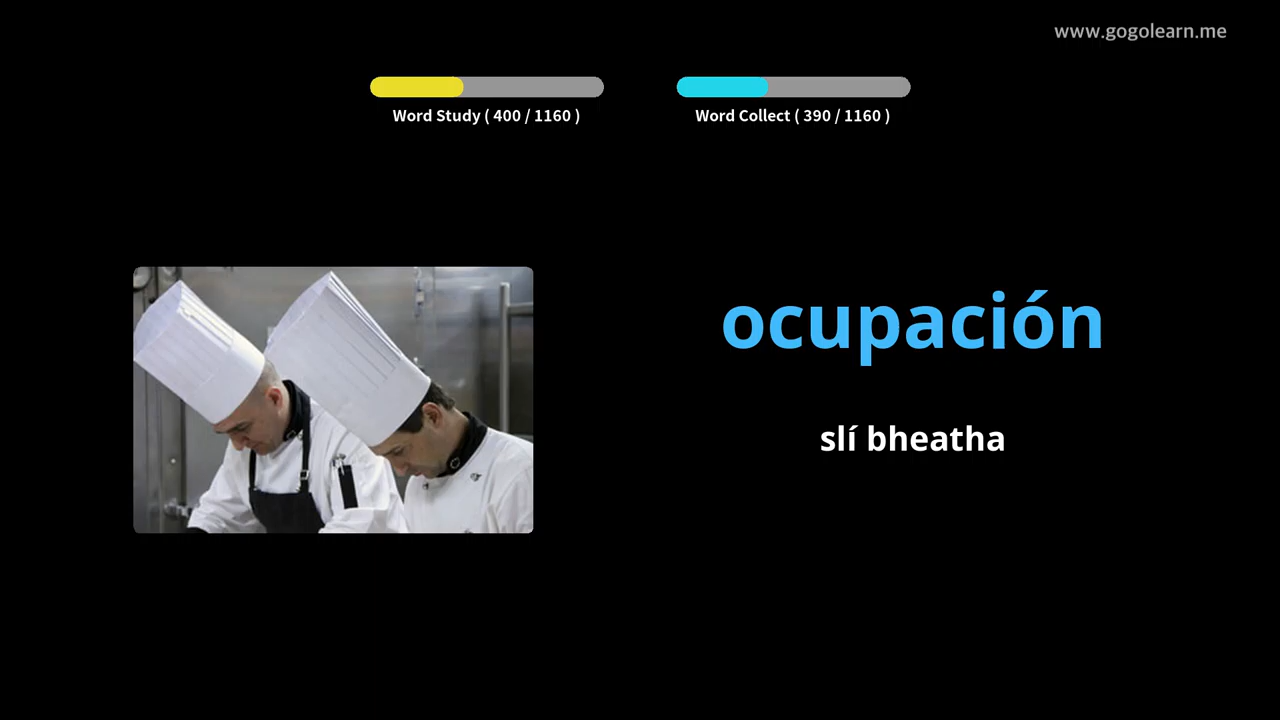 www.gogolearn.me
Word Study ( 400 / 1160 )
Word Collect ( 390 / 1160 )
ocupación
slí bheatha